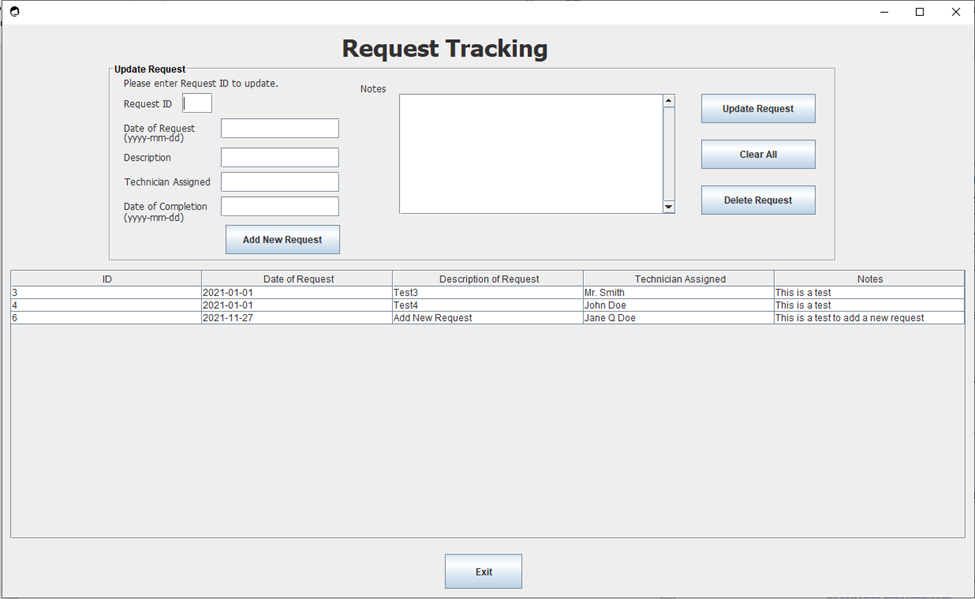 Request Tracking
Update Request
Please enter Request ID to update.
Request ID
Date of Request
(yyyy-mm-dd)
Description
Technician Assigned
Date of Completion
(yyyy-mm-dd)
Add New Request
Notes
Update Request
Clear All
Delete Request
ID Date of Request Description of Request Technician Assigned Notes
3 2021-01-01 Test3 Mr. Smith This is a test
4 2021-01-01 Test4 John Doe This is a test
6 2021-11-27 Add New Request Jane Q Doe This is a test to add a new request
Exit